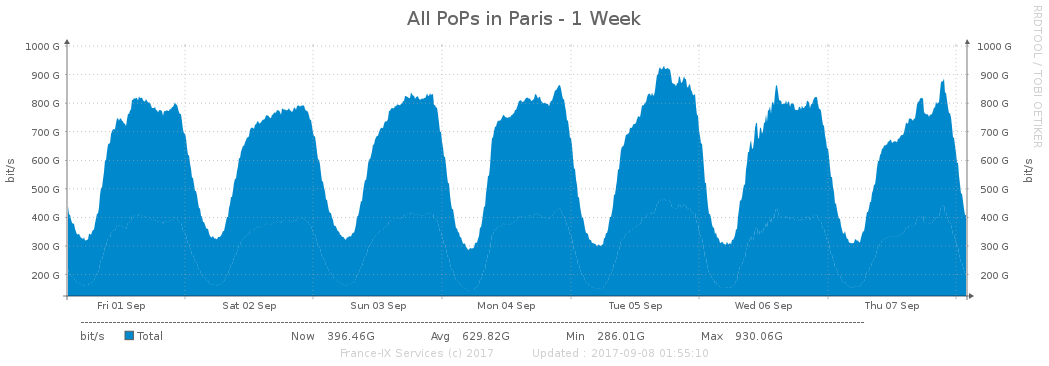 All PoPs in Paris - 1 Week
RRDTOOL / TOBI OETIKER
1000 G 1000 G
900 G 900 G
800 G 800 G
700 G 700 G
600 G 600 G
500 G 500 G
400 G 400 G
300 G 300 G
200 G 200 G
bit/s
bit/s
Fri 01 Sep Sat 02 Sep Sun 03 Sep Mon 04 Sep Tue 05 Sep Wed 06 Sep Thu 07 Sep
bit/s Total Now 396.46G Avg 629.82G Min 286.01G Max 930.06G
France-IX Services (c) 2017 Updated : 2017-09-08 01:55:10